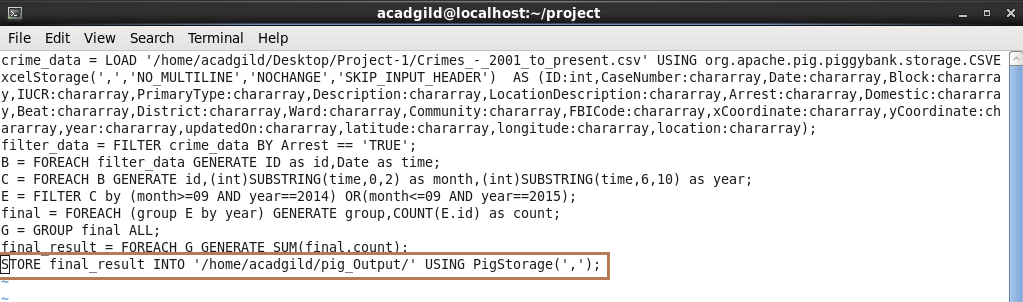 acadgild@localhost:~/project
File Edit View Search Terminal Help
crime_data = LOAD '/home/acadgild/Desktop/Project-1/Crimes_-_2001_to_present.csv' USING org.apache.pig.piggybank.storage.CSVE
xcelStorage(',','NO_MULTILINE','NOCHANGE','SKIP_INPUT_HEADER')  AS (ID:int,CaseNumber:chararray,Date:chararray,Block:chararra
y,IUCR:chararray,PrimaryType:chararray,Description:chararray,LocationDescription:chararray,Arrest:chararray,Domestic:chararra
y,Beat:chararray,District:chararray,Ward:chararray,Community:chararray,FBICode:chararray,xCoordinate:chararray,yCoordinate:ch
ararray,year:chararray,updatedOn:chararray,latitude:chararray,longitude:chararray,location:chararray);
filter_data = FILTER crime_data BY Arrest == 'TRUE';
B = FOREACH filter_data GENERATE ID as id,Date as time;
C = FOREACH B GENERATE id,(int)SUBSTRING(time,0,2) as month,(int)SUBSTRING(time,6,10) as year;
E = FILTER C by (month>=09 AND year==2014) OR(month<=09 AND year==2015);
final = FOREACH (group E by year) GENERATE group,COUNT(E.id) as count;
G = GROUP final ALL;
final_result = FOREACH G GENERATE SUM(final.count);
STORE final_result INTO '/home/acadgild/pig_Output/' USING PigStorage(',');
~
~